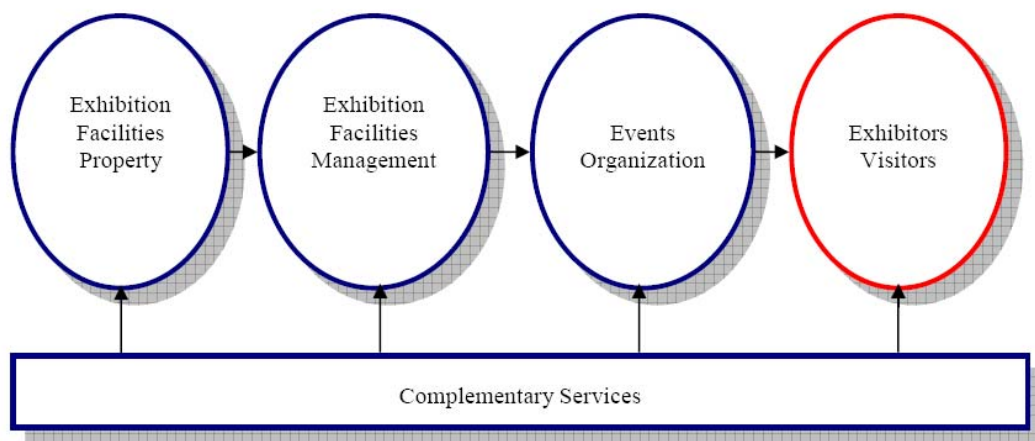 Exhibition
Facilities
Property
Exhibition
Facilities
Management
Events
Organization
Exhibitors
Visitors
Complementary Services